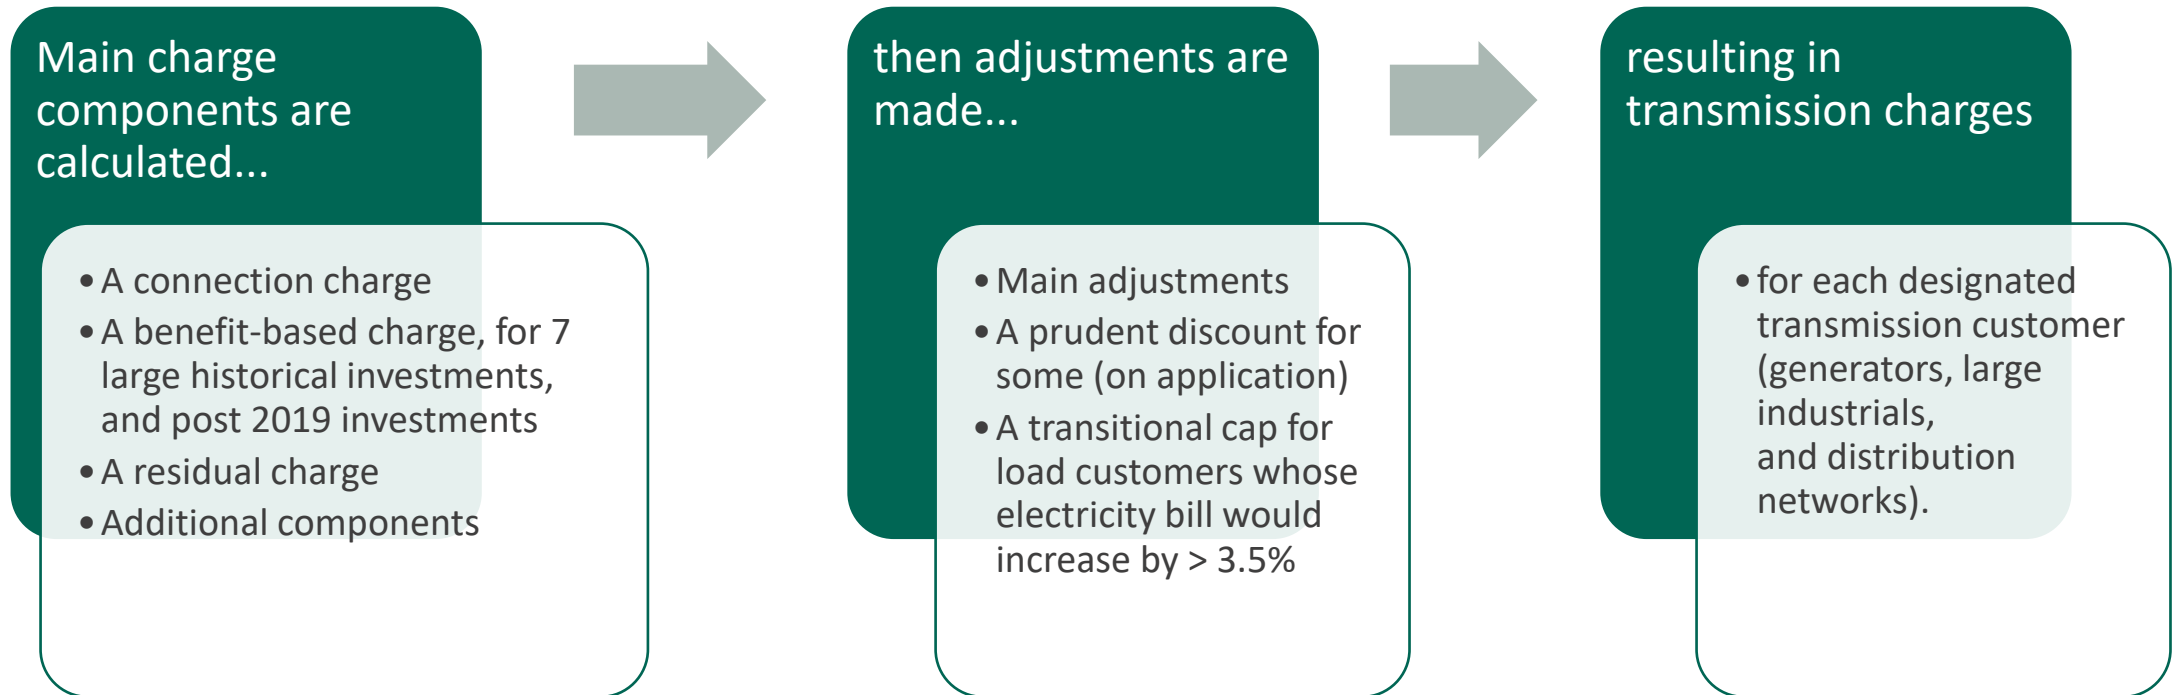 Main charge
components are
calculated...
• A connection charge
• A benefit-based charge, for 7
large historical investments,
and post 2019 investments
• A residual charge
• Additional components
then adjustments are
made...
• Main adjustments
• A prudent discount for
some (on application)
• A transitional cap for
load customers whose
electricity bill would
increase by > 3.5%
resulting in
transmission charges
• for each designated
transmission customer
(generators, large
industrials,
and distribution
networks).